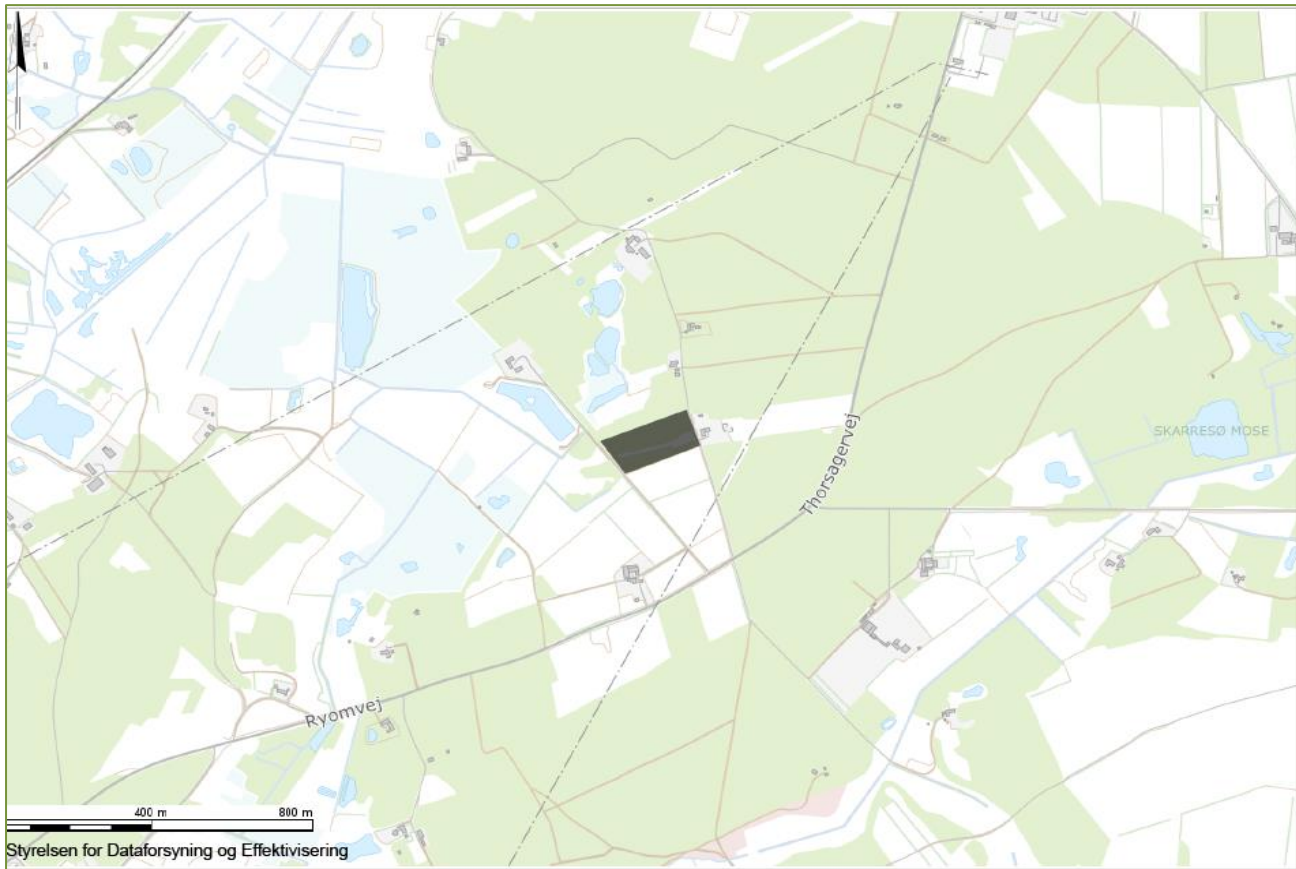 SKARRESØ MOSE
Thorsagervej
Ryomvej
400 m
800 m
Styrelsen for Dataforsyning og Effektivisering